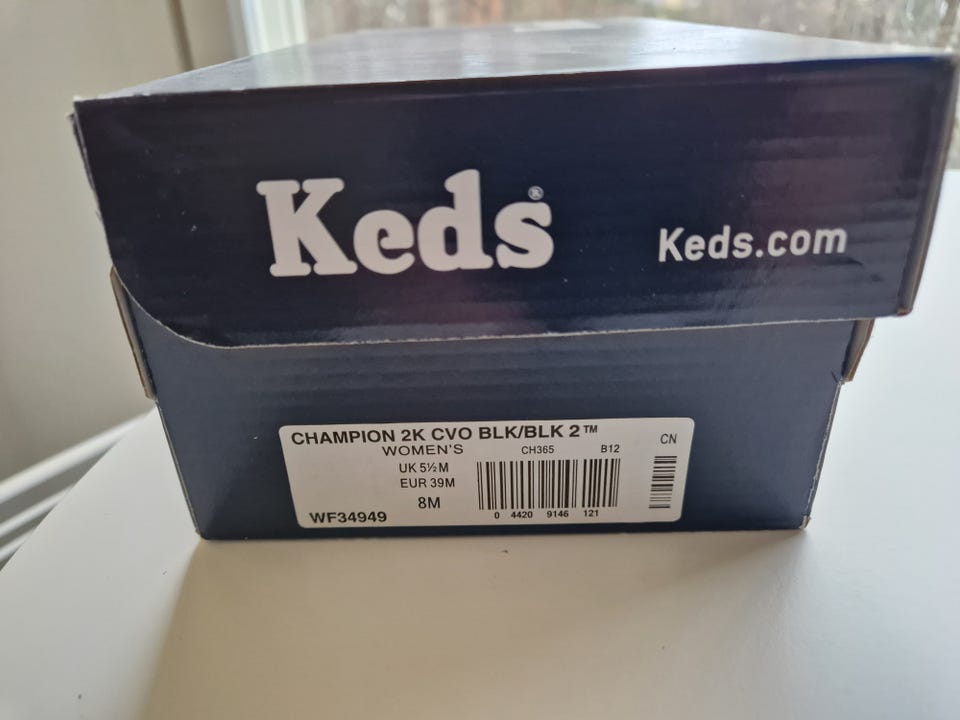 Keds®
Keds.com
CHAMPION 2K CVO BLK/BLK 2™
WOMEN'S CH365 B12 CN
UK 5½M
EUR 39M
8M
WF34949 0 4420 9146 121